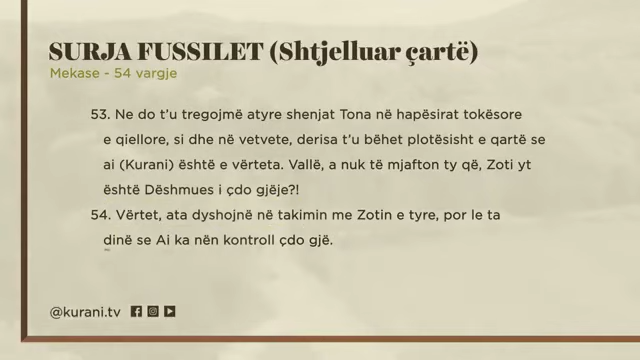 SURJA FUSSILET (Shtjelluar çartë)
Mekase - 54 vargje
53. Ne do t'u tregojmë atyre shenjat Tona në hapësirat tokësore
e qiellore, si dhe në vetvete, derisa t'u bëhet plotësisht e qartë se
ai (Kurani) është e vërteta. Vallë, a nuk të mjafton ty që, Zoti yt
është Dëshmues i çdo gjëje?!
54. Vërtet, ata dyshojnë në takimin me Zotin e tyre, por le ta
dinë se Ai ka nën kontroll çdo gjë.
@kurani.tv